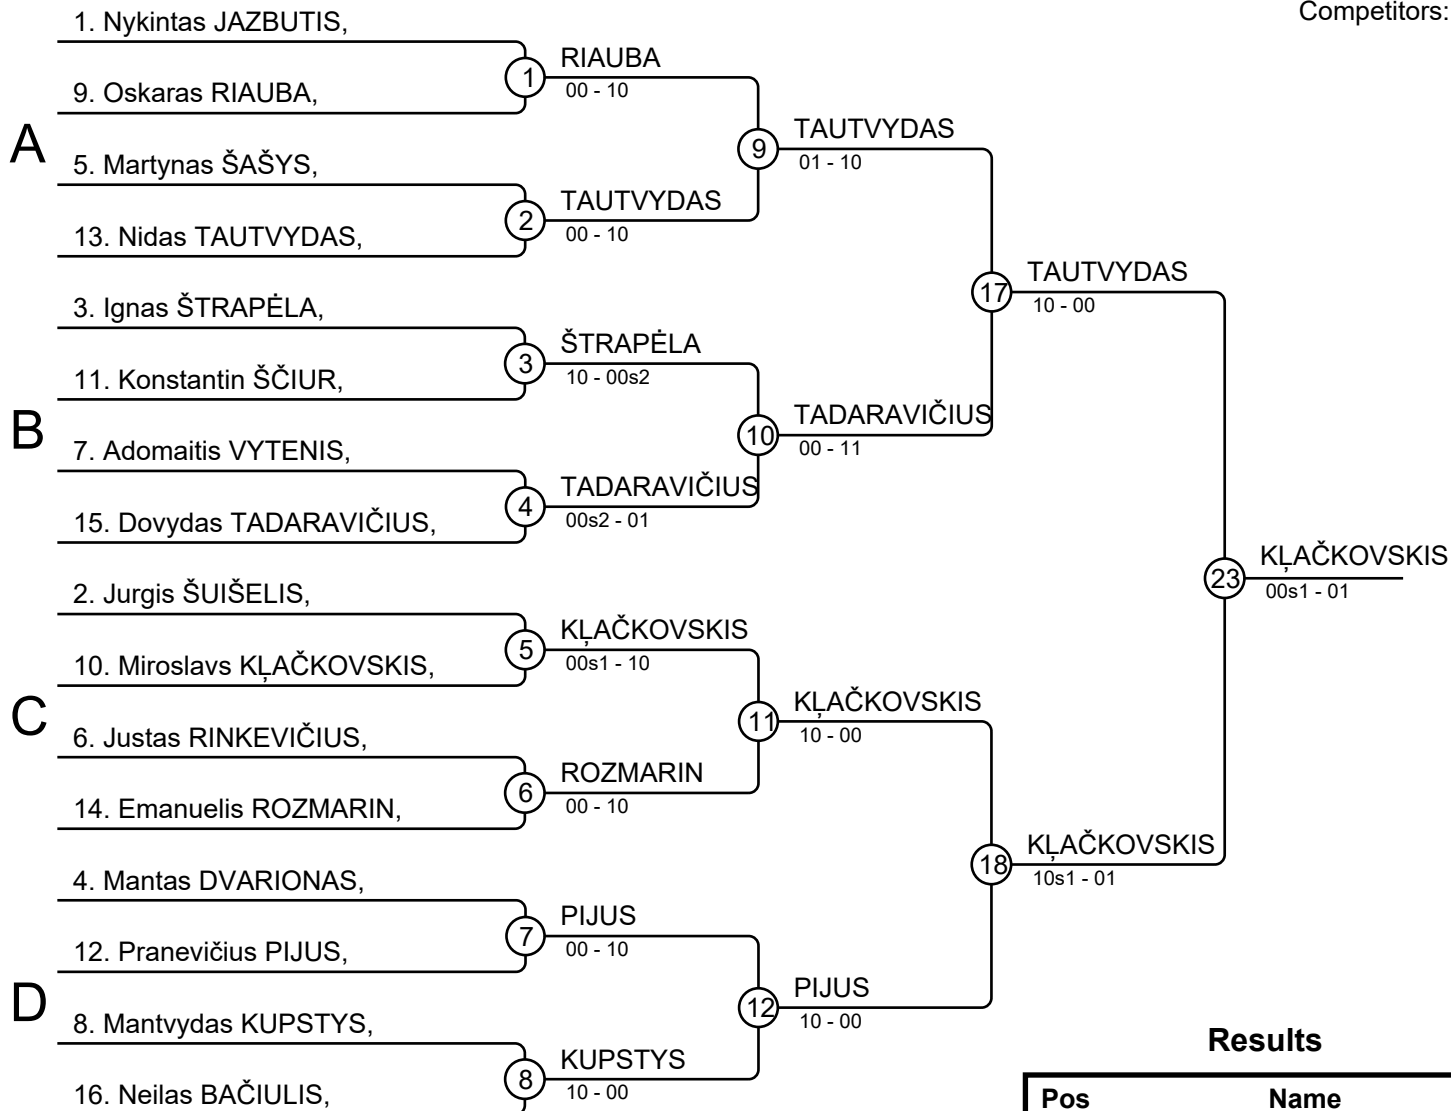 Competitors:
1. Nykintas JAZBUTIS,
RIAUBA
1
00 - 10
9. Oskaras RIAUBA,
A
TAUTVYDAS
9
01 - 10
5. Martynas ŠAŠYS,
TAUTVYDAS
2
00 - 10
13. Nidas TAUTVYDAS,
TAUTVYDAS
17
10 - 00
3. Ignas ŠTRAPĖLA,
ŠTRAPĖLA
3
10 - 00s2
11. Konstantin ŠČIUR,
B
TADARAVIČIUS
10
00 - 11
7. Adomaitis VYTENIS,
TADARAVIČIUS
4
00s2 - 01
15. Dovydas TADARAVIČIUS,
KĻAČKOVSKIS
23
00s1 - 01
2. Jurgis ŠUIŠELIS,
KĻAČKOVSKIS
5
00s1 - 10
10. Miroslavs KĻAČKOVSKIS,
C
KĻAČKOVSKIS
11
10 - 00
6. Justas RINKEVIČIUS,
ROZMARIN
6
00 - 10
14. Emanuelis ROZMARIN,
KĻAČKOVSKIS
18
10s1 - 01
4. Mantas DVARIONAS,
PIJUS
7
00 - 10
12. Pranevičius PIJUS,
D
PIJUS
12
10 - 00
8. Mantvydas KUPSTYS,
KUPSTYS
8
10 - 00
16. Neilas BAČIULIS,
Results
Pos Name